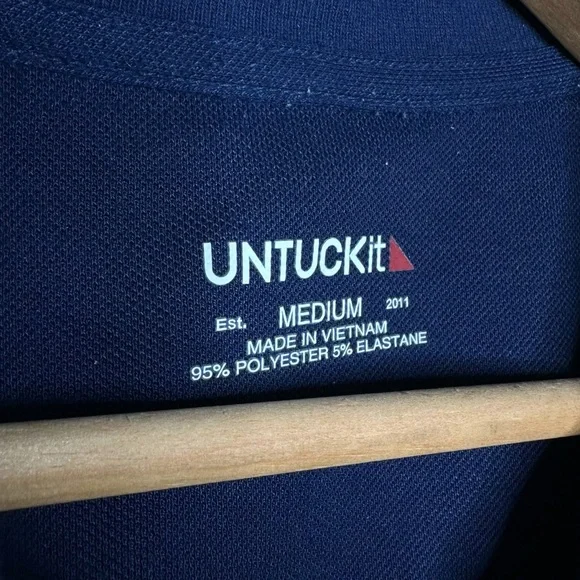 UNTUCKit
Est. MEDIUM 2011
MADE IN VIETNAM
95% POLYESTER 5% ELASTANE